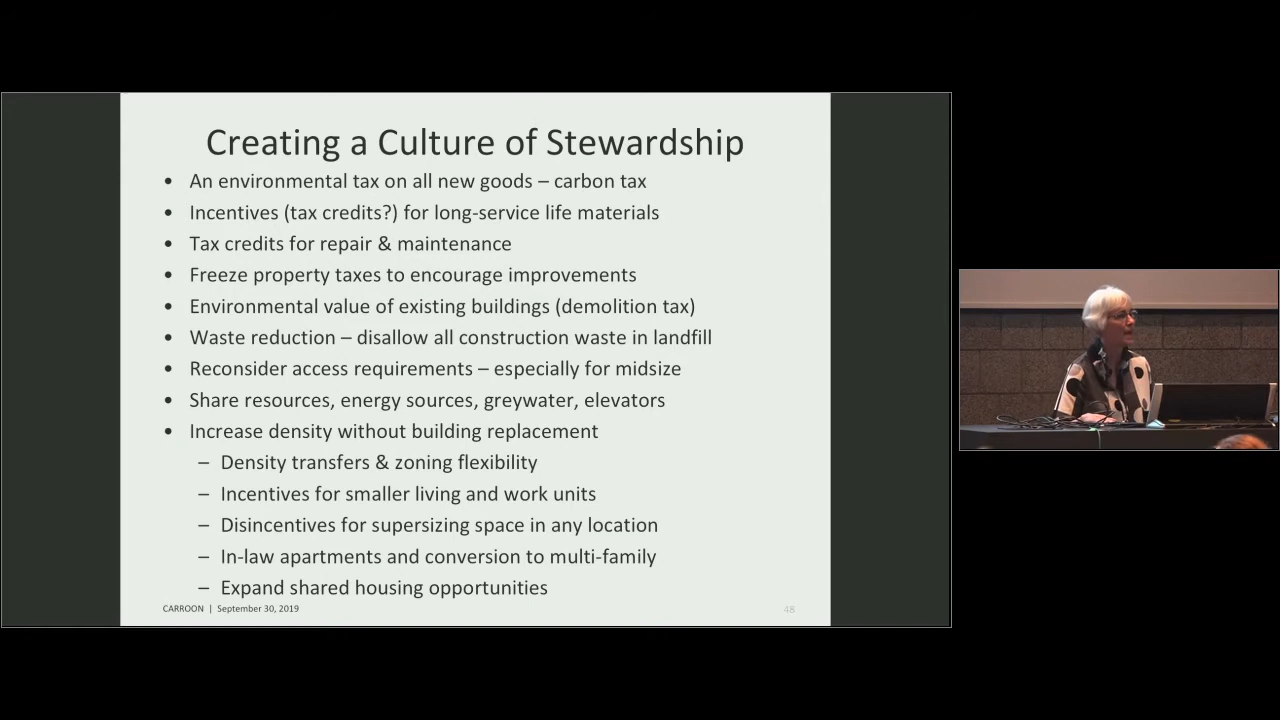 Creating a Culture of Stewardship
• An environmental tax on all new goods – carbon tax
• Incentives (tax credits?) for long-service life materials
• Tax credits for repair & maintenance
• Freeze property taxes to encourage improvements
• Environmental value of existing buildings (demolition tax)
• Waste reduction – disallow all construction waste in landfill
• Reconsider access requirements – especially for midsize
• Share resources, energy sources, greywater, elevators
• Increase density without building replacement
– Density transfers & zoning flexibility
– Incentives for smaller living and work units
– Disincentives for supersizing space in any location
– In-law apartments and conversion to multi-family
– Expand shared housing opportunities
CARROON | September 30, 2019
48